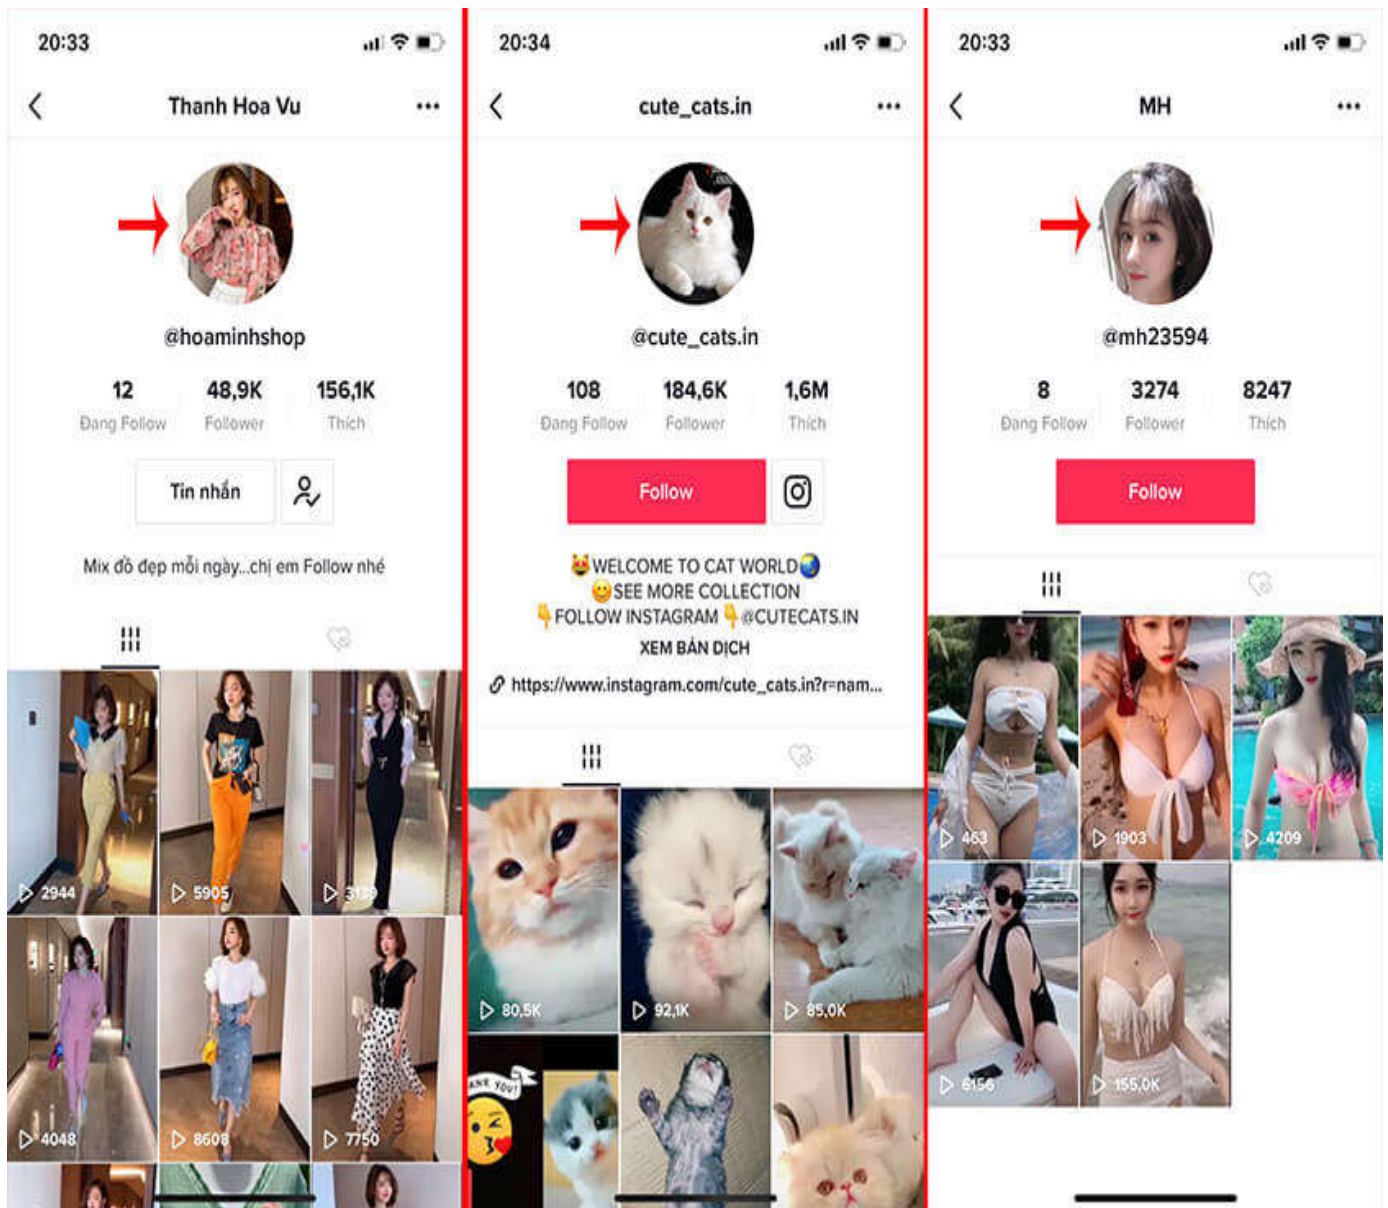 20:33
Thanh Hoa Vu
@hoaminhshop
12 48,9K 156,1K
Đang Follow Follower Thích
Tin nhắn
Mix đồ đẹp mỗi ngày...chị em Follow nhé
2944 5905 3139
4048 8608 7750
20:34
cute_cats.in
@cute_cats.in
108 184,6K 1,6M
Đang Follow Follower Thích
Follow
😻WELCOME TO CAT WORLD🌏
😊SEE MORE COLLECTION
👇FOLLOW INSTAGRAM 👇@CUTECATS.IN
XEM BẢN DỊCH
https://www.instagram.com/cute_cats.in?r=nam...
80,5K 92,1K 85,0K
YOU!
20:33
MH
@mh23594
8 3274 8247
Đang Follow Follower Thích
Follow
463 1903 4209
6156 155,0K